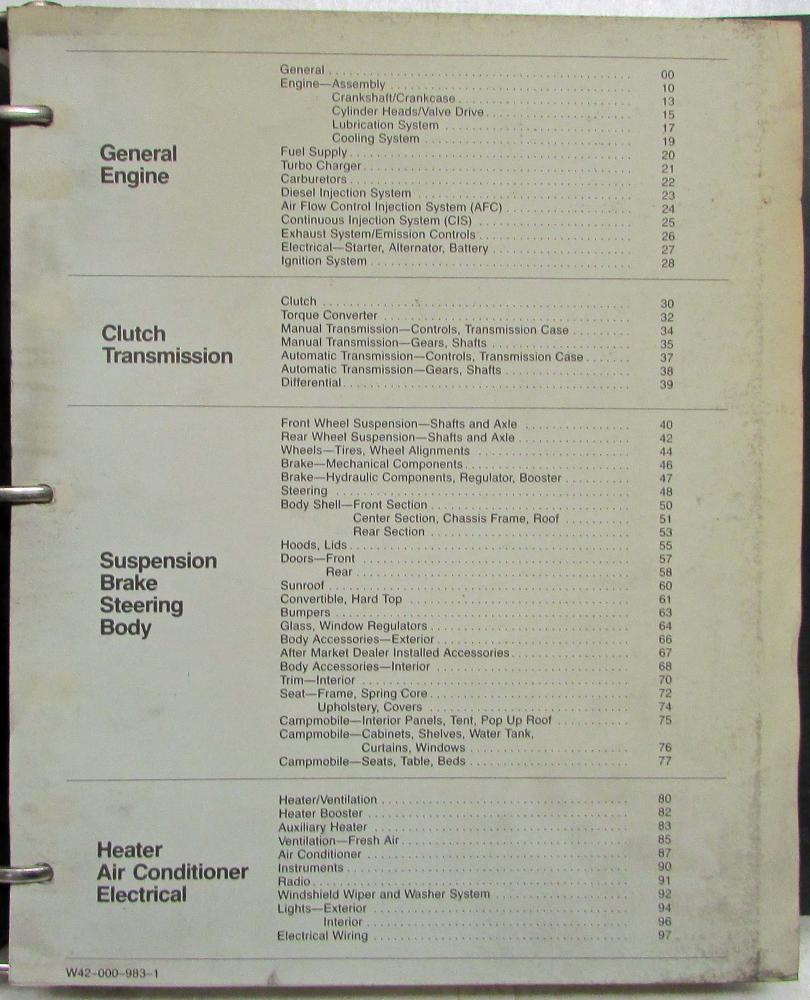 General
Engine
General 00
Engine—Assembly 10
Crankshaft/Crankcase 13
Cylinder Heads/Valve Drive 15
Lubrication System 17
Cooling System 19
Fuel Supply 20
Turbo Charger 21
Carburetors 22
Diesel Injection System 23
Air Flow Control Injection System (AFC) 24
Continuous Injection System (CIS) 25
Exhaust System/Emission Controls 26
Electrical—Starter, Alternator, Battery 27
Ignition System 28
Clutch
Transmission
Clutch 30
Torque Converter 32
Manual Transmission—Controls, Transmission Case 34
Manual Transmission—Gears, Shafts 35
Automatic Transmission—Controls, Transmission Case 37
Automatic Transmission—Gears, Shafts 38
Differential 39
Suspension
Brake
Steering
Body
Front Wheel Suspension—Shafts and Axle 40
Rear Wheel Suspension—Shafts and Axle 42
Wheels—Tires, Wheel Alignments 44
Brake—Mechanical Components 46
Brake—Hydraulic Components, Regulator, Booster 47
Steering 48
Body Shell—Front Section 50
Center Section, Chassis Frame, Roof 51
Rear Section 53
Hoods, Lids 55
Doors—Front 57
Rear 58
Sunroof 60
Convertible, Hard Top 61
Bumpers 63
Glass, Window Regulators 64
Body Accessories—Exterior 66
After Market Dealer Installed Accessories 67
Body Accessories—Interior 68
Trim—Interior 70
Seat—Frame, Spring Core 72
Upholstery, Covers 74
Campmobile—Interior Panels, Tent, Pop Up Roof 75
Campmobile—Cabinets, Shelves, Water Tank,
Curtains, Windows 76
Campmobile—Seats, Table, Beds 77
Heater
Air Conditioner
Electrical
Heater/Ventilation 80
Heater Booster 82
Auxiliary Heater 83
Ventilation—Fresh Air 85
Air Conditioner 87
Instruments 90
Radio 91
Windshield Wiper and Washer System 92
Lights—Exterior 94
Interior 96
Electrical Wiring 97
W42-000-983-1